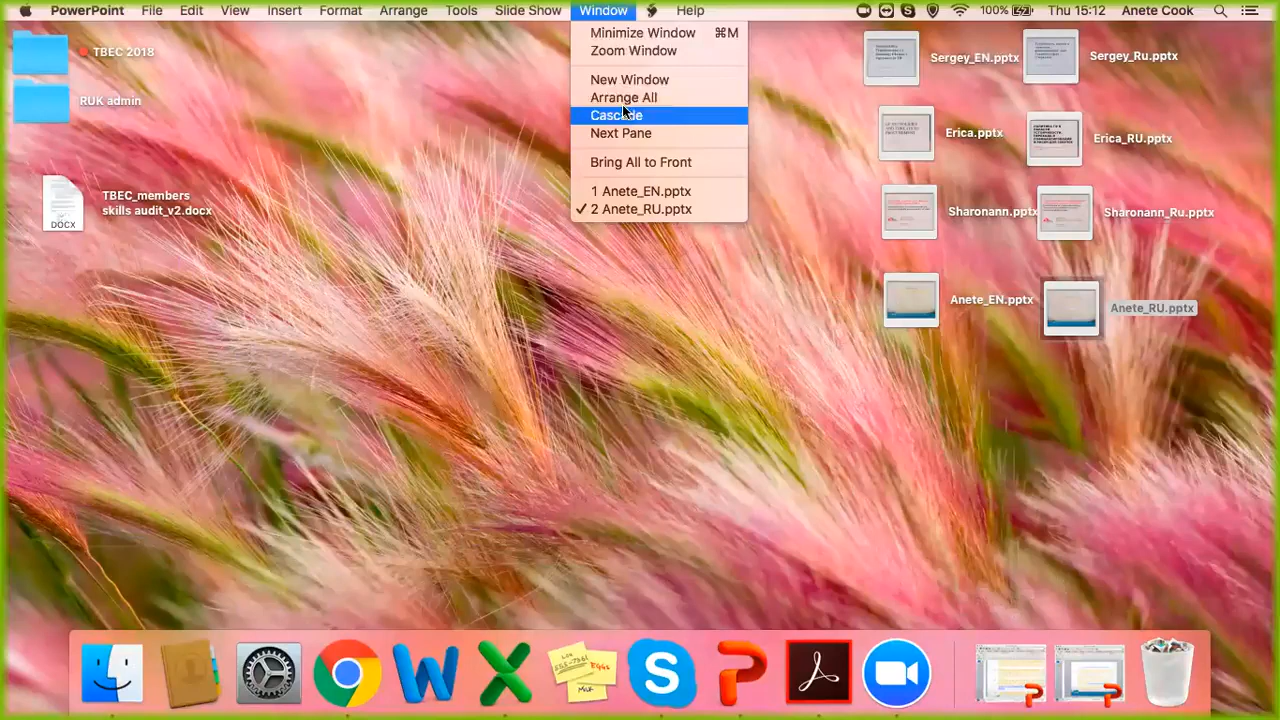 PowerPoint File Edit View Insert Format Arrange Tools Slide Show Window Help 100% Thu 15:12 Anete Cook
Minimize Window ⌘M
Zoom Window
New Window
Arrange All
Cascade
Next Pane
Bring All to Front
1 Anete_EN.pptx
✓ 2 Anete_RU.pptx
TBEC 2018
RUK admin
TBEC_members
skills audit_v2.docx
DOCX
Sergey_EN.pptx
Sergey_Ru.pptx
Erica.pptx
Erica_RU.pptx
Sharonann.pptx
Sharonann_Ru.pptx
Anete_EN.pptx
Anete_RU.pptx